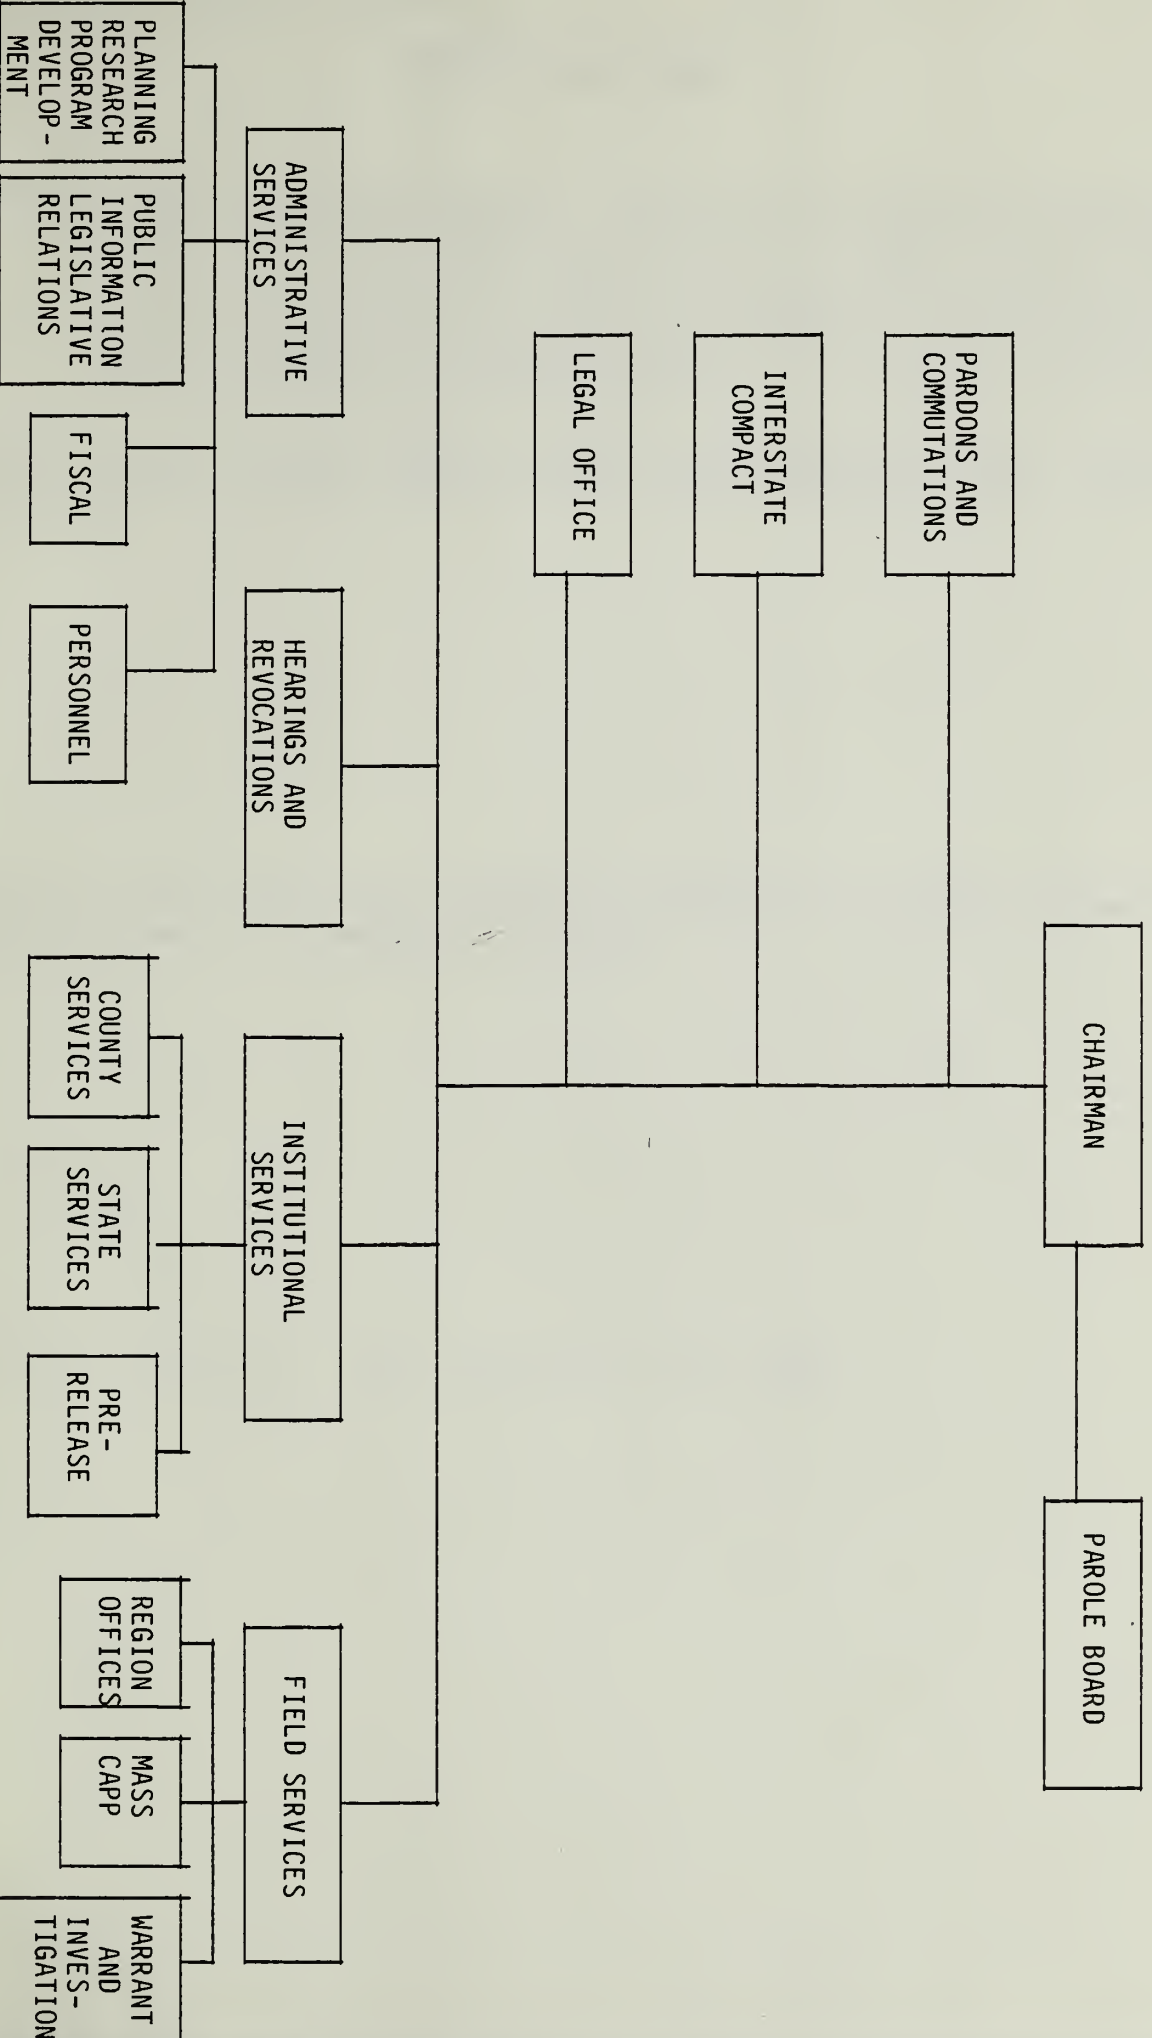 CHAIRMAN
PAROLE BOARD
PARDONS AND
COMMUTATIONS
INTERSTATE
COMPACT
LEGAL OFFICE
ADMINISTRATIVE
SERVICES
HEARINGS AND
REVOCATIONS
INSTITUTIONAL
SERVICES
FIELD SERVICES
PLANNING
RESEARCH
PROGRAM
DEVELOP-
MENT
PUBLIC
INFORMATION
LEGISLATIVE
RELATIONS
FISCAL
PERSONNEL
COUNTY
SERVICES
STATE
SERVICES
PRE-
RELEASE
REGION
OFFICES
MASS
CAPP
WARRANT
AND
INVES-
TIGATION